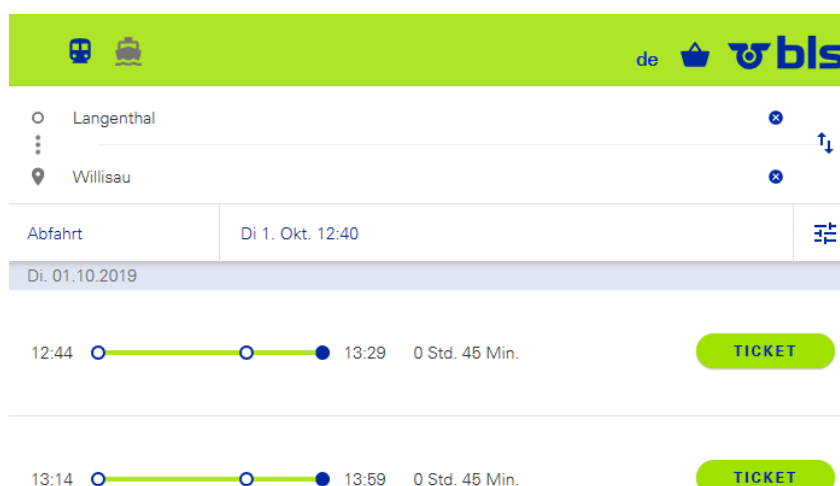 de bls
Langenthal
Willisau
Abfahrt Di 1. Okt. 12:40
Di. 01.10.2019
12:44 13:29 0 Std. 45 Min. TICKET
13:14 13:59 0 Std. 45 Min. TICKET